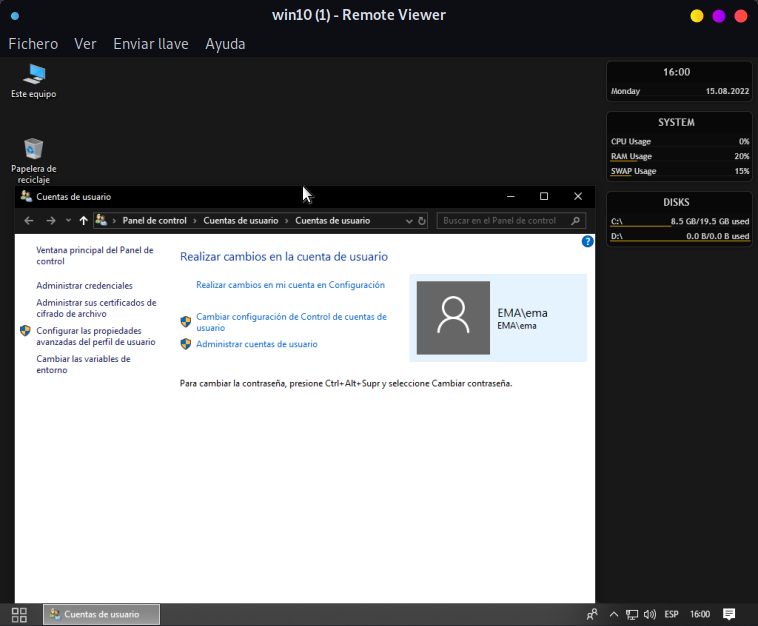 win10 (1) - Remote Viewer
Fichero Ver Enviar llave Ayuda
Este equipo
Papelera de
reciclaje
16:00
Monday 15.08.2022
SYSTEM
CPU Usage 0%
RAM Usage 20%
SWAP Usage 15%
DISKS
C:\ 8.5 GB/19.5 GB used
D:\ 0.0 B/0.0 B used
Cuentas de usuario
Panel de control › Cuentas de usuario › Cuentas de usuario
Buscar en el Panel de control
Ventana principal del Panel de
control
Administrar credenciales
Administrar sus certificados de
cifrado de archivo
Configurar las propiedades
avanzadas del perfil de usuario
Cambiar las variables de
entorno
Realizar cambios en la cuenta de usuario
Realizar cambios en mi cuenta en Configuración
Cambiar configuración de Control de cuentas de
usuario
Administrar cuentas de usuario
EMA\ema
EMA\ema
Para cambiar la contraseña, presione Ctrl+Alt+Supr y seleccione Cambiar contraseña.
?
Cuentas de usuario
ESP 16:00